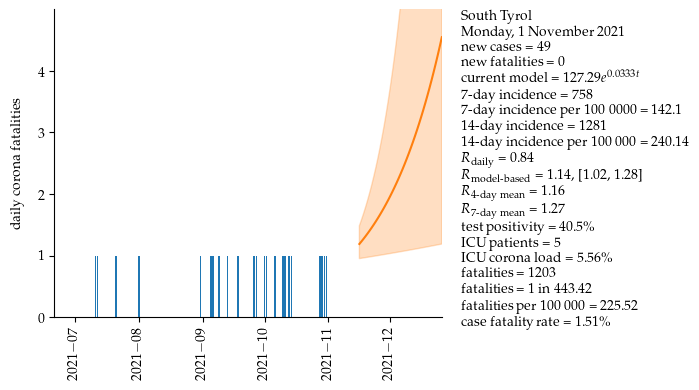 South Tyrol
Monday, 1 November 2021
new cases = 49
new fatalities = 0
current model = 127.29e^0.0333t
7-day incidence = 758
7-day incidence per 100 0000 = 142.1
14-day incidence = 1281
14-day incidence per 100 000 = 240.14
R_daily = 0.84
R_model-based = 1.14, [1.02, 1.28]
R_4-day mean = 1.16
R_7-day mean = 1.27
test positivity = 40.5%
ICU patients = 5
ICU corona load = 5.56%
fatalities = 1203
fatalities = 1 in 443.42
fatalities per 100 000 = 225.52
case fatality rate = 1.51%
daily corona fatalities
4
3
2
1
0
2021−07
2021−08
2021−09
2021−10
2021−11
2021−12